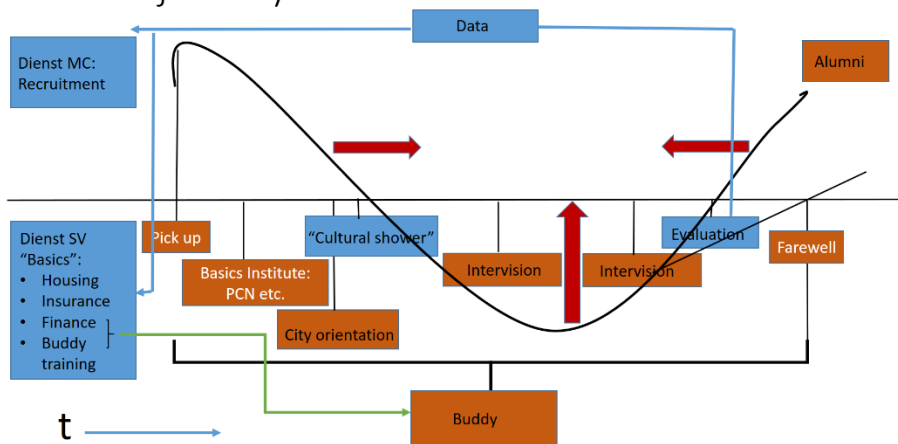 Data
Dienst MC:
Recruitment
Alumni
Pick up
"Cultural shower"
Evaluation
Farewell
Intervision
Intervision
Basics Institute:
PCN etc.
City orientation
Dienst SV
"Basics":
• Housing
• Insurance
• Finance
• Buddy
training
Buddy
t